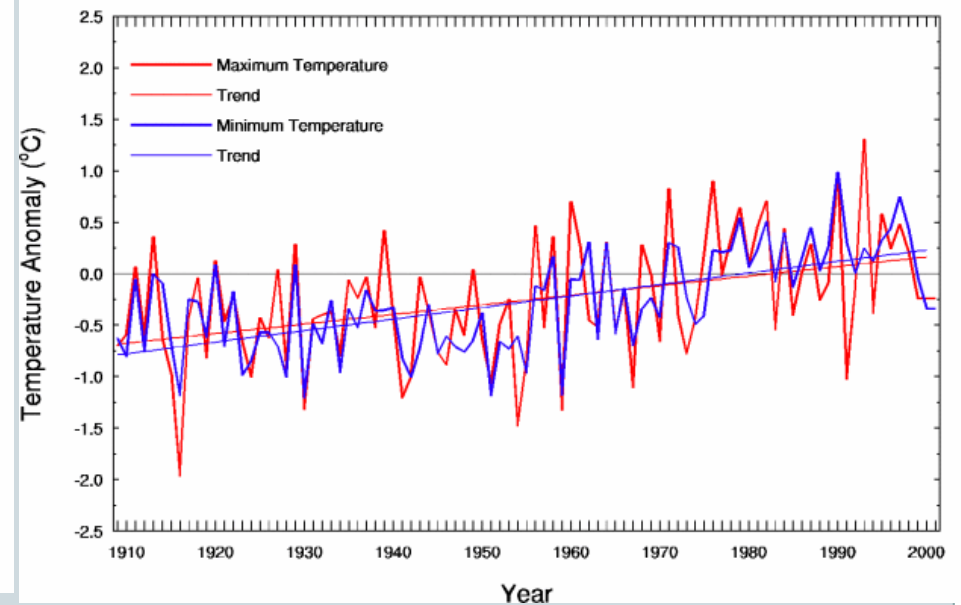 2.5
2.0
1.5
1.0
0.5
0.0
-0.5
-1.0
-1.5
-2.0
-2.5
Temperature Anomaly (°C)
Maximum Temperature
Trend
Minimum Temperature
Trend
1910 1920 1930 1940 1950 1960 1970 1980 1990 2000
Year